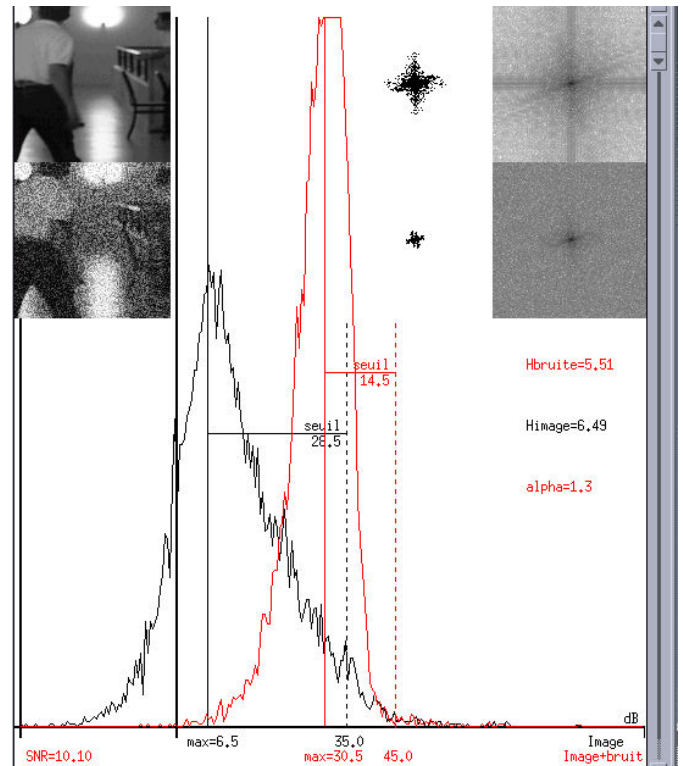 seuil
14.5
Hbruite=5.51
seuil
28.5
Himage=6.49
alpha=1.3
dB
max=6.5 35.0 Image
SNR=10.10 max=30.5 45.0 Image+bruit